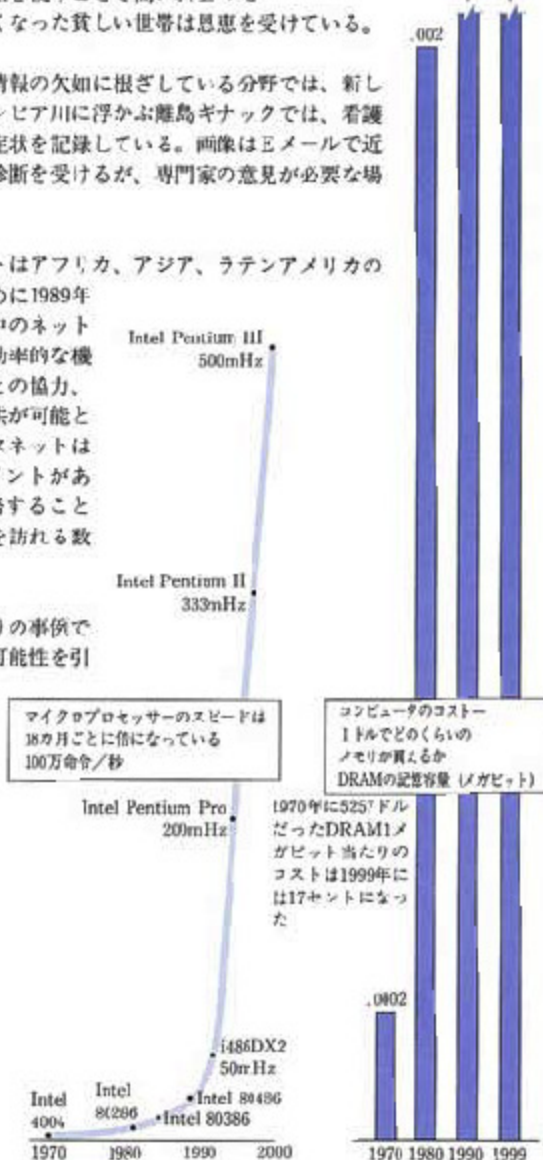 くなった貧しい世帯は恩恵を受けている。
情報の欠如に根ざしている分野では、新し
ビア川に浮かぶ離島ギナックでは、看護
症状を記録している。画像はEメールで近
診断を受けるが、専門家の意見が必要な場
トはアフリカ、アジア、ラテンアメリカの
めに1989年
中のネット
効率的な機
との協力、
供が可能と
スネットは
イントがあ
することと
を訪れる数
りの事例で
可能性を引
Intel Pentium III
500mHz
Intel Pentium II
333mHz
マイクロプロセッサーのスピードは
18カ月ごとに倍になっている
100万命令/秒
Intel Pentium Pro
200mHz
i486DX2
50mHz
Intel 80486
Intel 80386
Intel
80286
Intel
4004
1970 1980 1990 2000
コンピュータのコスト—
1ドルでどのくらいの
メモリが買えるか
DRAMの記憶容量(メガビット)
1970年に5257ドル
だったDRAM1メ
ガビット当たりの
コストは1999年に
は17セントになっ
た
.002
.0002
1970 1980 1990 1999